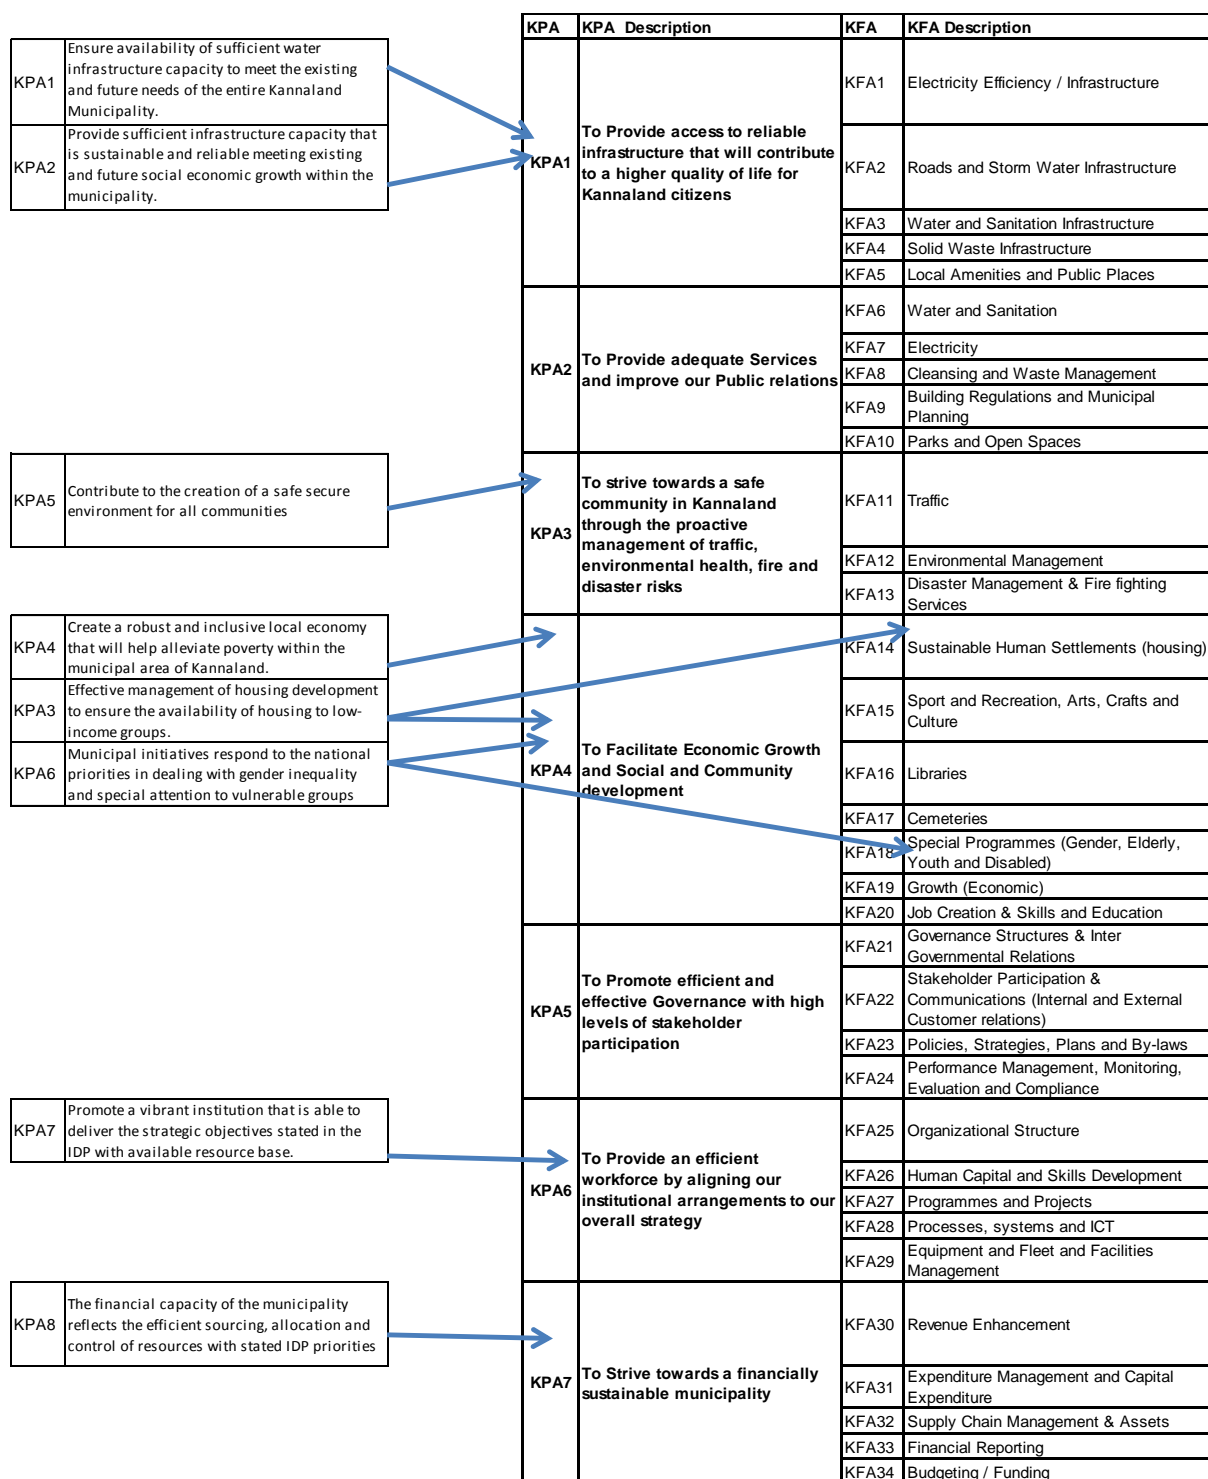 KPA KPA Description KFA KFA Description
KPA1
Ensure availability of sufficient water
infrastructure capacity to meet the existing
and future needs of the entire Kannaland
Municipality.
KPA2
Provide sufficient infrastructure capacity that
is sustainable and reliable meeting existing
and future social economic growth within the
municipality.
KPA1
To Provide access to reliable
infrastructure that will contribute
to a higher quality of life for
Kannaland citizens
KFA1 Electricity Efficiency / Infrastructure
KFA2 Roads and Storm Water Infrastructure
KFA3 Water and Sanitation Infrastructure
KFA4 Solid Waste Infrastructure
KFA5 Local Amenities and Public Places
KPA2
To Provide adequate Services
and improve our Public relations
KFA6 Water and Sanitation
KFA7 Electricity
KFA8 Cleansing and Waste Management
KFA9
Building Regulations and Municipal
Planning
KFA10 Parks and Open Spaces
KPA5
Contribute to the creation of a safe secure
environment for all communities
KPA3
To strive towards a safe
community in Kannaland
through the proactive
management of traffic,
environmental health, fire and
disaster risks
KFA11 Traffic
KFA12 Environmental Management
KFA13
Disaster Management & Fire fighting
Services
KPA4
Create a robust and inclusive local economy
that will help alleviate poverty within the
municipal area of Kannaland.
KPA3
Effective management of housing development
to ensure the availability of housing to low-
income groups.
KPA6
Municipal initiatives respond to the national
priorities in dealing with gender inequality
and special attention to vulnerable groups
KPA4
To Facilitate Economic Growth
and Social and Community
development
KFA14 Sustainable Human Settlements (housing)
KFA15
Sport and Recreation, Arts, Crafts and
Culture
KFA16 Libraries
KFA17 Cemeteries
KFA18
Special Programmes (Gender, Elderly,
Youth and Disabled)
KFA19 Growth (Economic)
KFA20 Job Creation & Skills and Education
KPA5
To Promote efficient and
effective Governance with high
levels of stakeholder
participation
KFA21
Governance Structures & Inter
Governmental Relations
KFA22
Stakeholder Participation &
Communications (Internal and External
Customer relations)
KFA23 Policies, Strategies, Plans and By-laws
KFA24
Performance Management, Monitoring,
Evaluation and Compliance
KPA7
Promote a vibrant institution that is able to
deliver the strategic objectives stated in the
IDP with available resource base.
KPA6
To Provide an efficient
workforce by aligning our
institutional arrangements to our
overall strategy
KFA25 Organizational Structure
KFA26 Human Capital and Skills Development
KFA27 Programmes and Projects
KFA28 Processes, systems and ICT
KFA29
Equipment and Fleet and Facilities
Management
KPA8
The financial capacity of the municipality
reflects the efficient sourcing, allocation and
control of resources with stated IDP priorities
KPA7
To Strive towards a financially
sustainable municipality
KFA30 Revenue Enhancement
KFA31
Expenditure Management and Capital
Expenditure
KFA32 Supply Chain Management & Assets
KFA33 Financial Reporting
KFA34 Budgeting / Funding